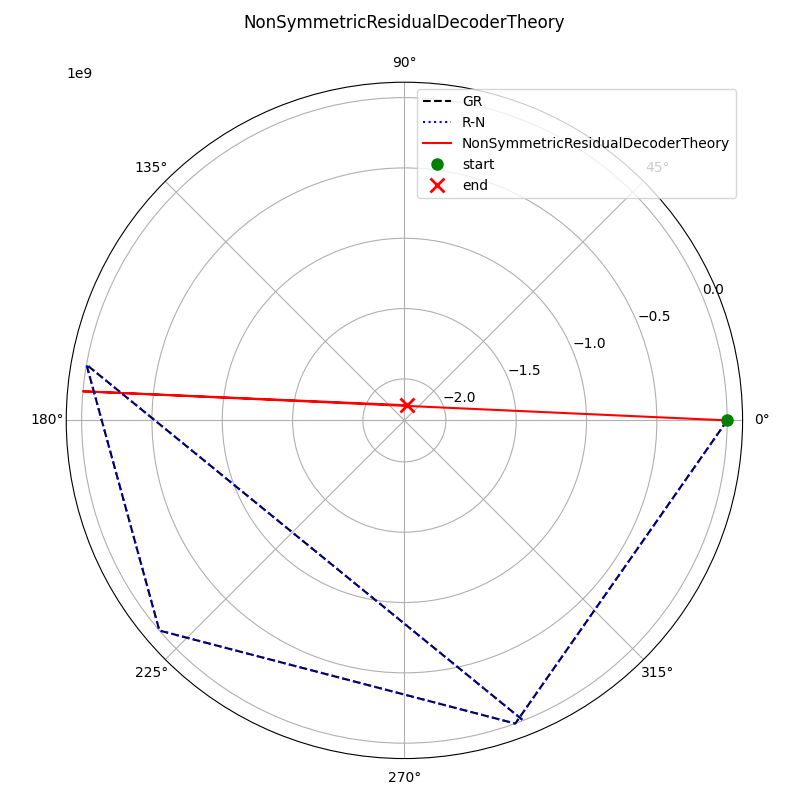 NonSymmetricResidualDecoderTheory
1e9
90°
GR
R-N
NonSymmetricResidualDecoderTheory
start
end
135°
45°
0.0
−0.5
−1.0
−1.5
−2.0
180°
0°
225°
315°
270°